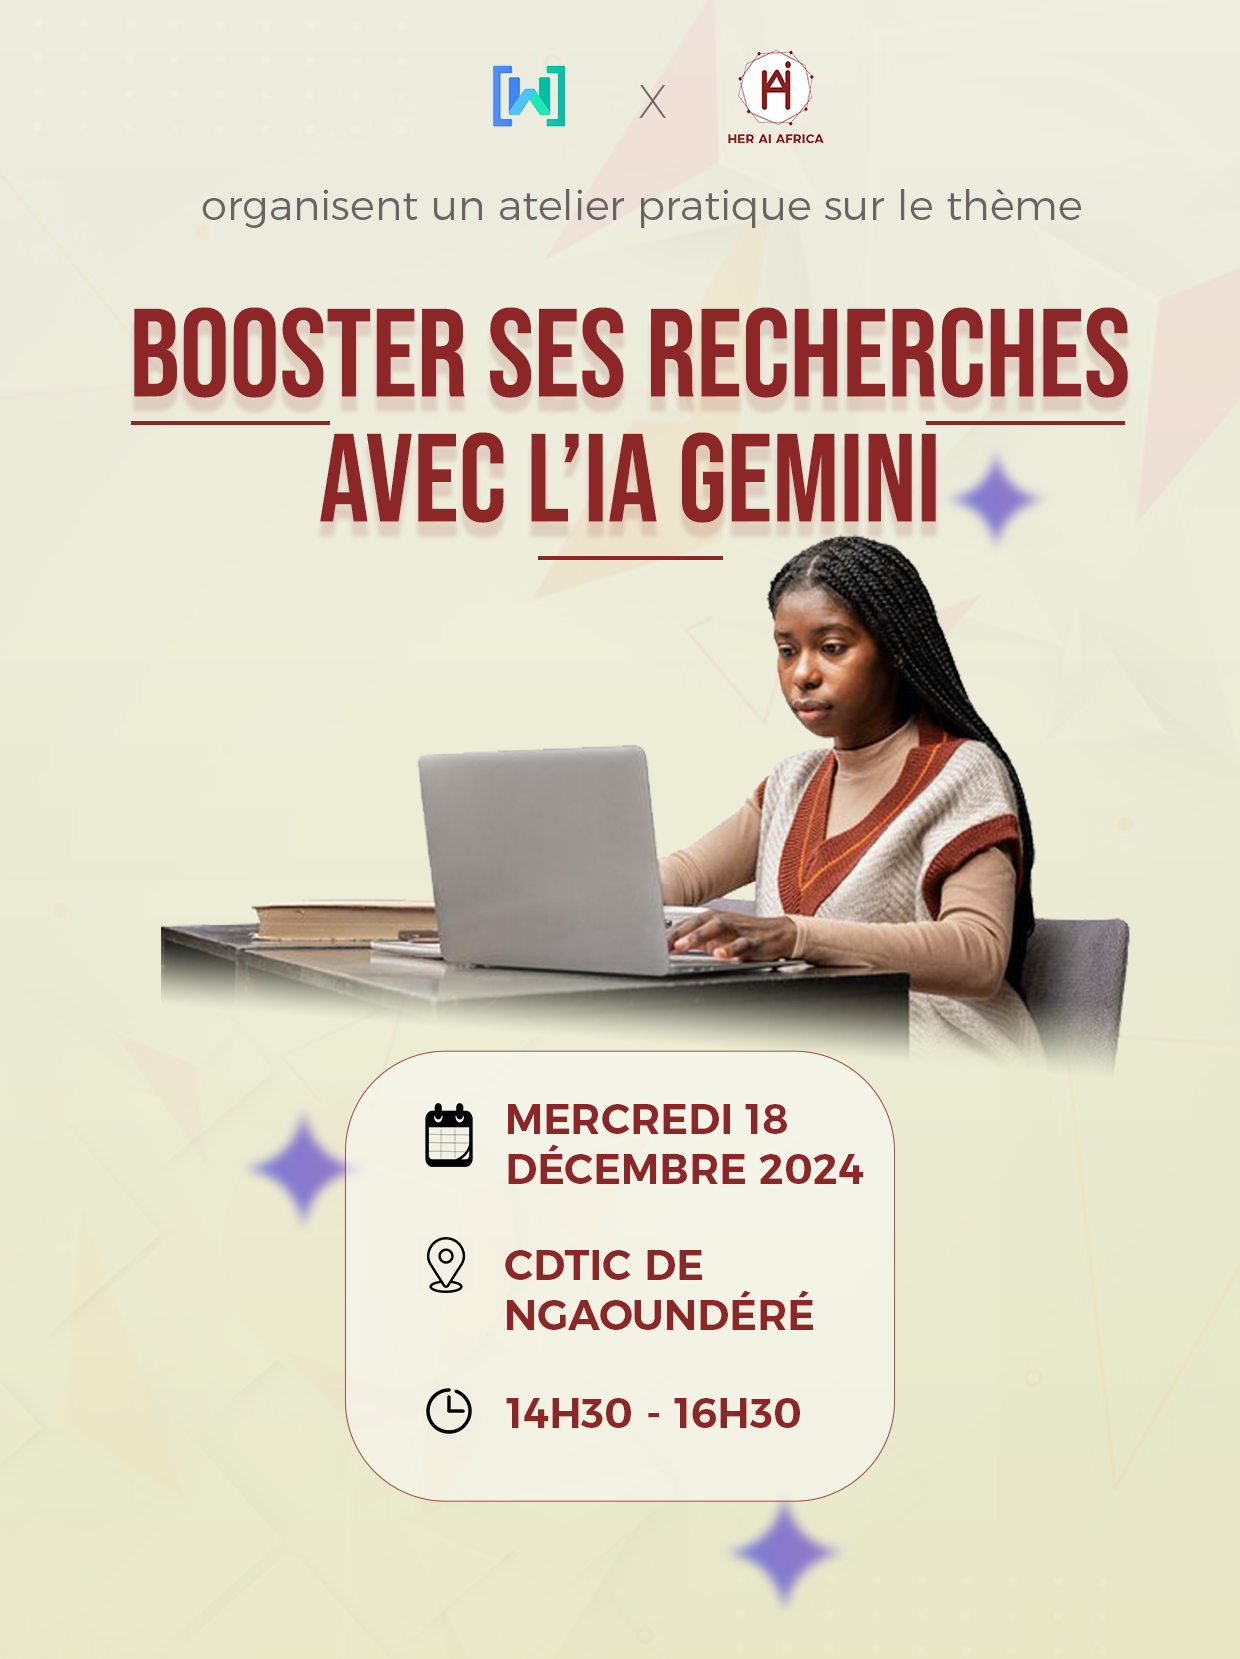 [W] X
HER AI AFRICA
organisent un atelier pratique sur le thème
BOOSTER SES RECHERCHES
AVEC L’IA GEMINI
MERCREDI 18
DÉCEMBRE 2024
CDTIC DE
NGAOUNDÉRÉ
14H30 - 16H30